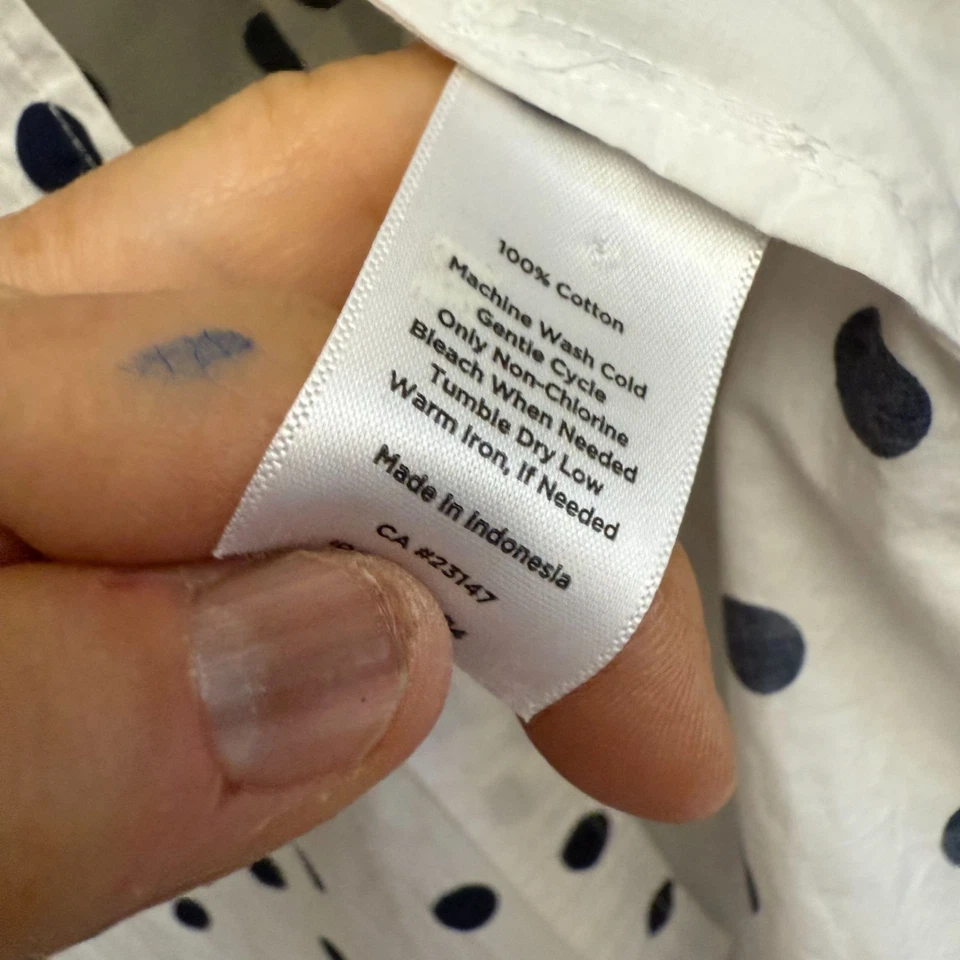 100% Cotton
Machine Wash Cold
Gentle Cycle
Only Non-Chlorine
Bleach When Needed
Tumble Dry Low
Warm Iron, If Needed
Made in Indonesia
CA #23147